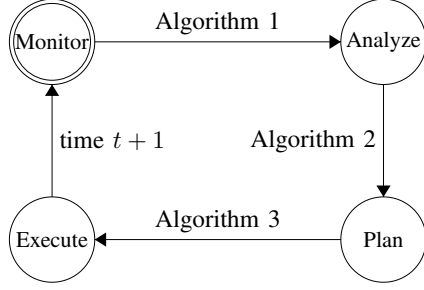 Monitor
Algorithm 1
Analyze
time t + 1
Algorithm 2
Execute
Algorithm 3
Plan